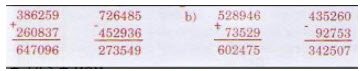 386259 726485 b) 528946 435260
+ - + -
260837 452936 73529 92753
647096 273549 602475 342507